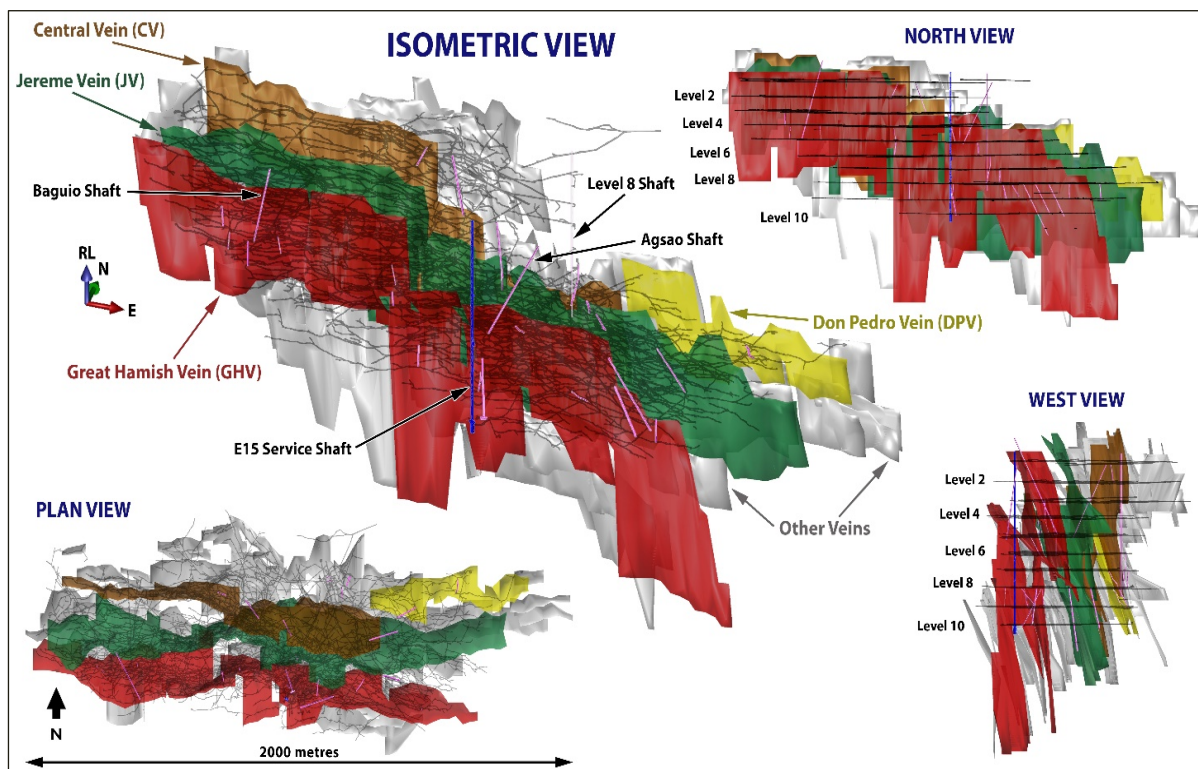 Central Vein (CV)
ISOMETRIC VIEW
NORTH VIEW
Jereme Vein (JV)
Level 2
Level 4
Level 6
Level 8
Level 10
Baguio Shaft
Level 8 Shaft
Agsao Shaft
RL
N
E
Don Pedro Vein (DPV)
Great Hamish Vein (GHV)
WEST VIEW
E15 Service Shaft
Level 2
Level 4
Level 6
Level 8
Level 10
PLAN VIEW
Other Veins
N
2000 metres